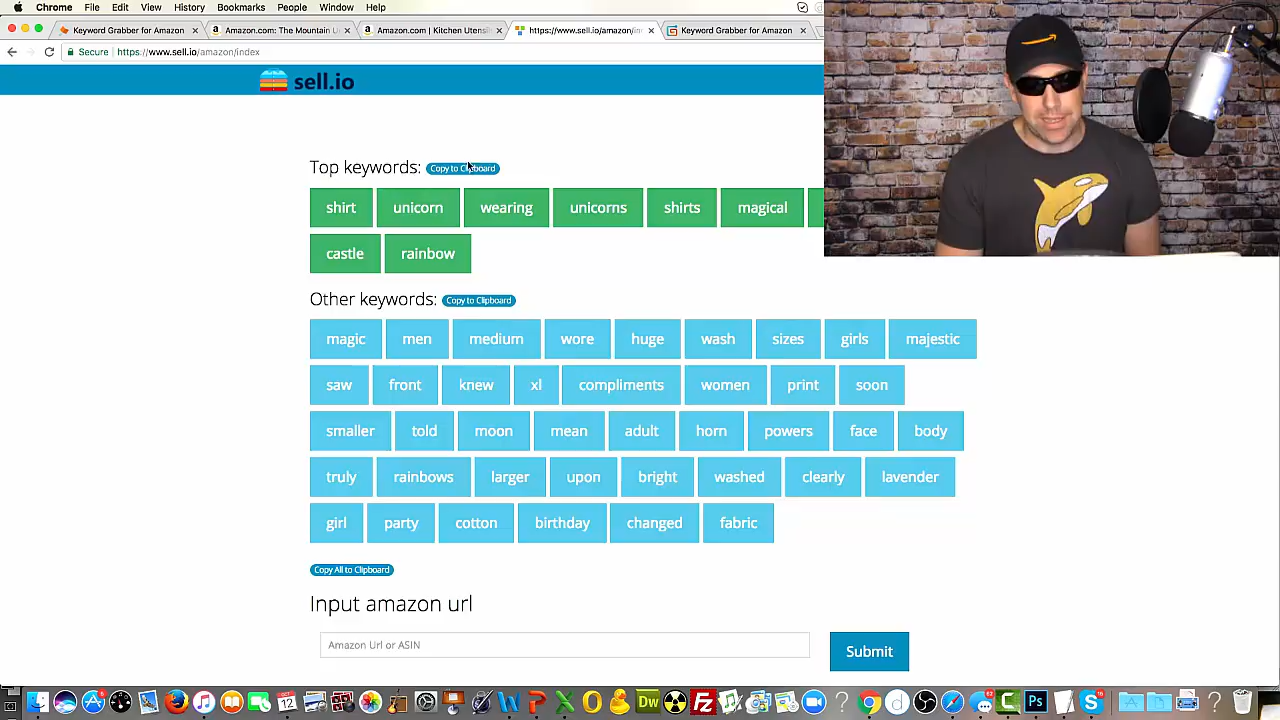 Chrome File Edit View History Bookmarks People Window Help
Keyword Grabber for Amazon × Amazon.com: The Mountain U × Amazon.com | Kitchen Utensil × https://www.sell.io/amazon/in × Keyword Grabber for Amazon ×
Secure https://www.sell.io/amazon/index
sell.io
Top keywords: Copy to Clipboard
shirt unicorn wearing unicorns shirts magical
castle rainbow
Other keywords: Copy to Clipboard
magic men medium wore huge wash sizes girls majestic
saw front knew xl compliments women print soon
smaller told moon mean adult horn powers face body
truly rainbows larger upon bright washed clearly lavender
girl party cotton birthday changed fabric
Copy All to Clipboard
Input amazon url
Amazon Url or ASIN
Submit